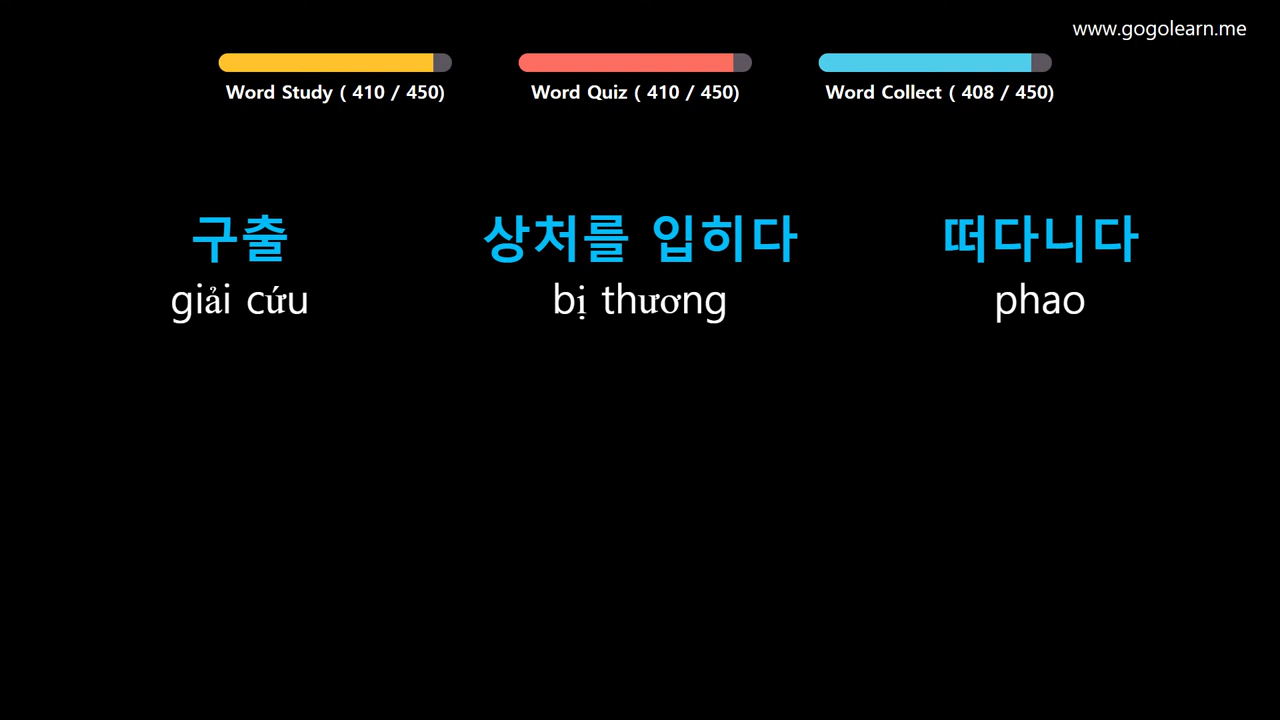 www.gogolearn.me
Word Study ( 410 / 450)
Word Quiz ( 410 / 450)
Word Collect ( 408 / 450)
구출
상처를 입히다
떠다니다
giải cứu
bị thương
phao